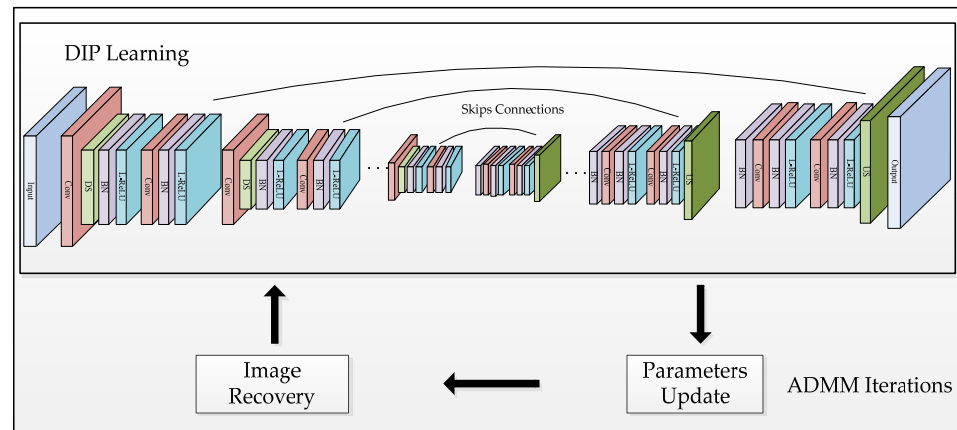 DIP Learning
Skips Connections
Input
Conv
DS
BN
L-ReLU
Conv
BN
L-ReLU
Conv
DS
BN
L-ReLU
Conv
BN
L-ReLU
BN
Conv
BN
L-ReLU
Conv
BN
L-ReLU
US
BN
Conv
BN
L-ReLU
Conv
BN
L-ReLU
US
Output
Image
Recovery
Parameters
Update
ADMM Iterations